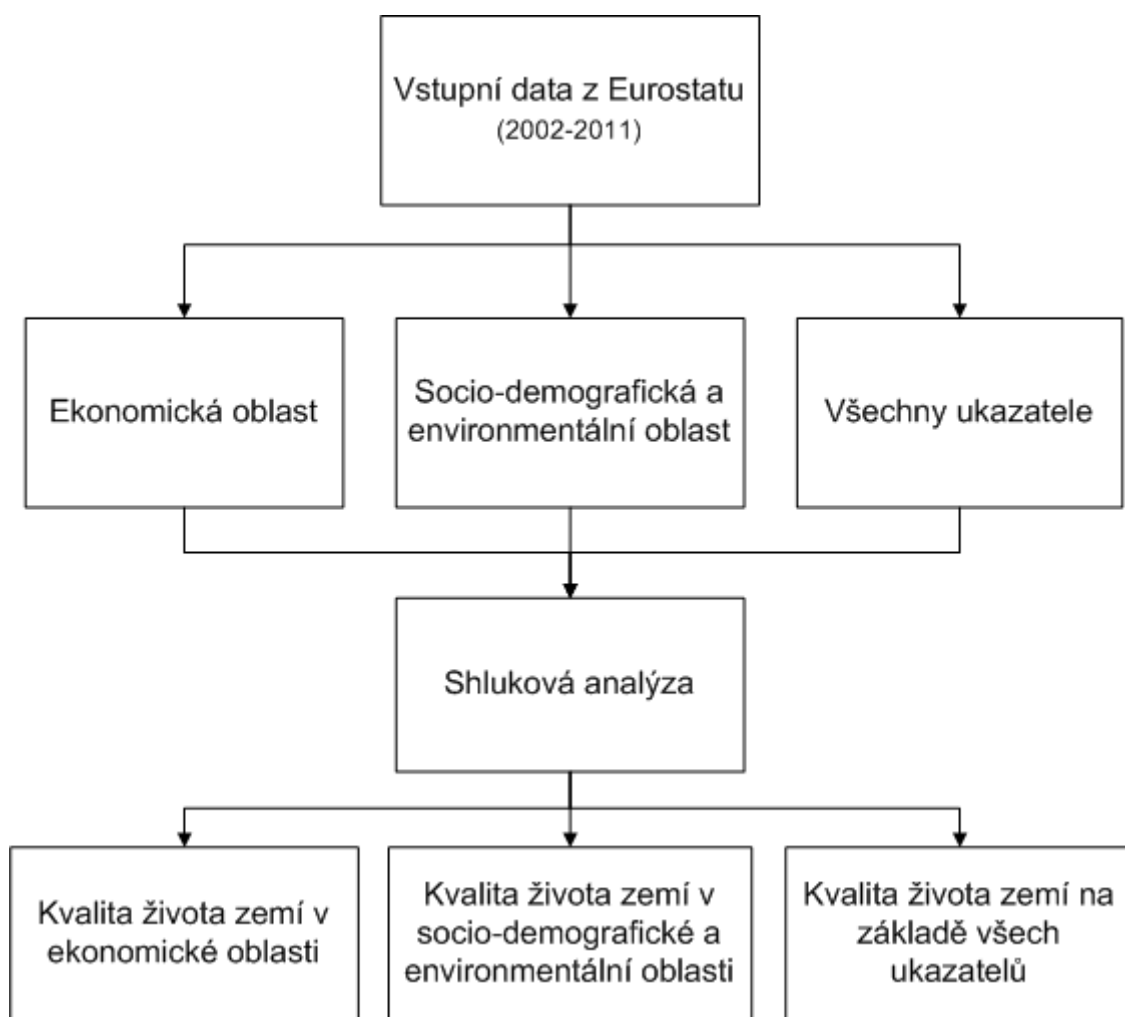 Vstupní data z Eurostatu
(2002-2011)
Ekonomická oblast
Socio-demografická a
environmentální oblast
Všechny ukazatele
Shluková analýza
Kvalita života zemí v
ekonomické oblasti
Kvalita života zemí v
socio-demografické a
environmentální oblasti
Kvalita života zemí na
základě všech
ukazatelů